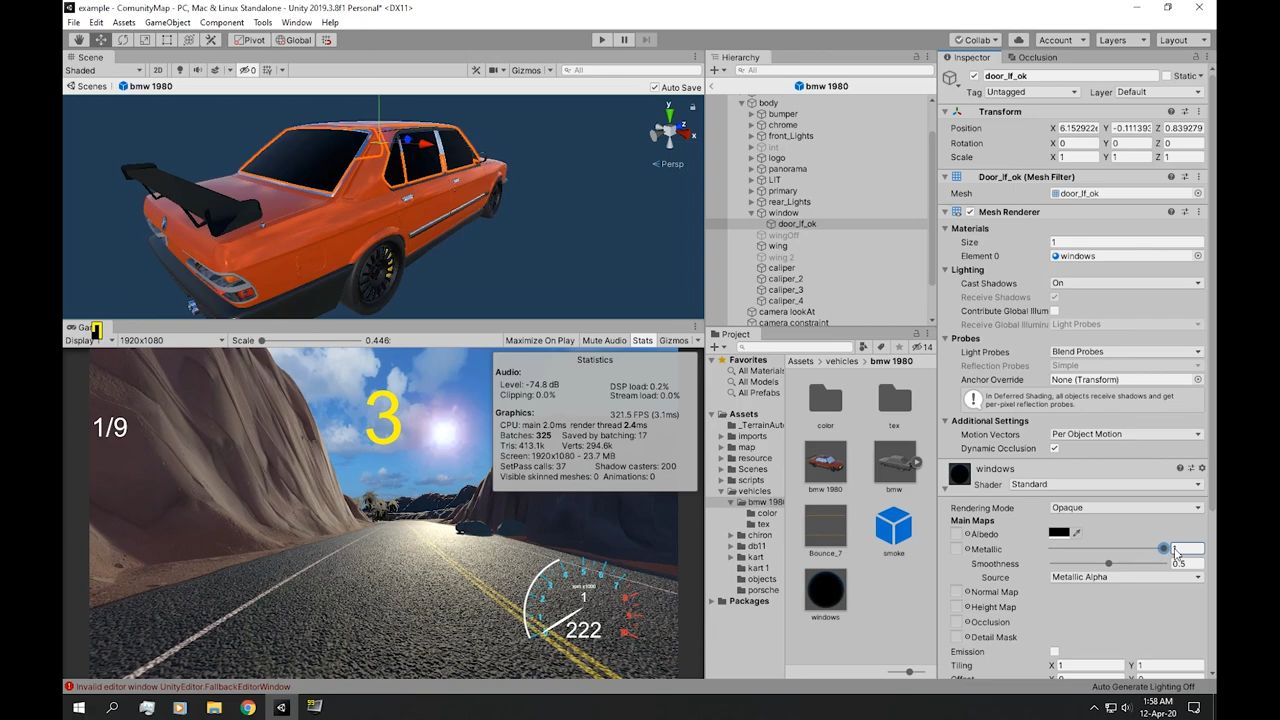 example - ComunityMap - PC, Mac & Linux Standalone - Unity 2019.3.8f1 Personal* <DX11>
File Edit Assets GameObject Component Tools Window Help
Pivot Global Collab Account Layers Layout
Scene
Shaded 2D 0 Gizmos All
Scenes bmw 1980 Auto Save
y
z
x
Persp
Hierarchy
All
bmw 1980
body
bumper
chrome
front_Lights
int
logo
panorama
LIT
primary
rear_Lights
window
door_lf_ok
wingOff
wing
wing 2
caliper
caliper_2
caliper_3
caliper_4
camera lookAt
camera constraint
Inspector Occlusion
door_lf_ok Static
Tag Untagged Layer Default
Transform
Position X 6.152922e Y -0.111393 Z 0.839279
Rotation X 0 Y 0 Z 0
Scale X 1 Y 1 Z 1
Door_lf_ok (Mesh Filter)
Mesh door_lf_ok
Mesh Renderer
Materials
Size 1
Element 0 windows
Lighting
Cast Shadows On
Receive Shadows
Contribute Global Illum
Receive Global Illumina Light Probes
Probes
Light Probes Blend Probes
Reflection Probes Simple
Anchor Override None (Transform)
In Deferred Shading, all objects receive shadows and get
per-pixel reflection probes.
Additional Settings
Motion Vectors Per Object Motion
Dynamic Occlusion
windows
Shader Standard
Rendering Mode Opaque
Main Maps
Albedo
Metallic
Smoothness 0.5
Source Metallic Alpha
Normal Map
Height Map
Occlusion
Detail Mask
Emission
Tiling X 1 Y 1
Display 1920x1080 Scale 0.446: Maximize On Play Mute Audio Stats Gizmos
1/9
3
Statistics
Audio:
Level: -74.8 dB DSP load: 0.2%
Clipping: 0.0% Stream load: 0.0%
Graphics: 321.5 FPS (3.1ms)
CPU: main 2.0ms render thread 2.4ms
Batches: 325 Saved by batching: 17
Tris: 413.1k Verts: 294.6k
Screen: 1920x1080 - 23.7 MB
SetPass calls: 37 Shadow casters: 200
Visible skinned meshes: 0 Animations: 0
1
222
Project
14
Favorites
All Materials
All Models
All Prefabs
Assets
_TerrainAuto
imports
map
resource
Scenes
scripts
vehicles
bmw 1980
color
tex
chiron
db11
kart
kart 1
objects
porsche
Packages
Assets vehicles bmw 1980
color tex
bmw 1980 bmw
Bounce_7 smoke
windows
Invalid editor window UnityEditor.FallbackEditorWindow
Auto Generate Lighting Off
99
1:58 AM
12-Apr-20